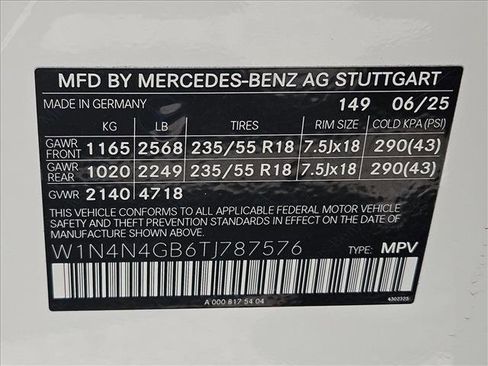 MFD BY MERCEDES-BENZ AG STUTTGART
MADE IN GERMANY 149 06/25
KG LB TIRES RIM SIZE COLD KPA(PSI)
GAWR FRONT 1165 2568 235/55 R18 7.5Jx18 290(43)
GAWR REAR 1020 2249 235/55 R18 7.5Jx18 290(43)
GVWR 2140 4718
THIS VEHICLE CONFORMS TO ALL APPLICABLE FEDERAL MOTOR VEHICLE
SAFETY AND THEFT PREVENTION STANDARDS IN EFFECT ON THE DATE
OF MANUFACTURE SHOWN ABOVE.
W1N4N4GB6TJ787576 TYPE: MPV
A 000 817 54 04